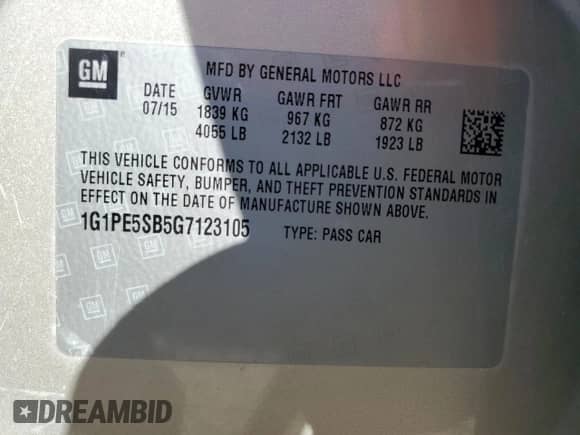 GM
MFD BY GENERAL MOTORS LLC
DATE GVWR GAWR FRT GAWR RR
07/15 1839 KG 967 KG 872 KG
4055 LB 2132 LB 1923 LB
THIS VEHICLE CONFORMS TO ALL APPLICABLE U.S. FEDERAL MOTOR
VEHICLE SAFETY, BUMPER, AND THEFT PREVENTION STANDARDS IN
EFFECT ON THE DATE OF MANUFACTURE SHOWN ABOVE.
1G1PE5SB5G7123105 TYPE: PASS CAR
DREAMBID